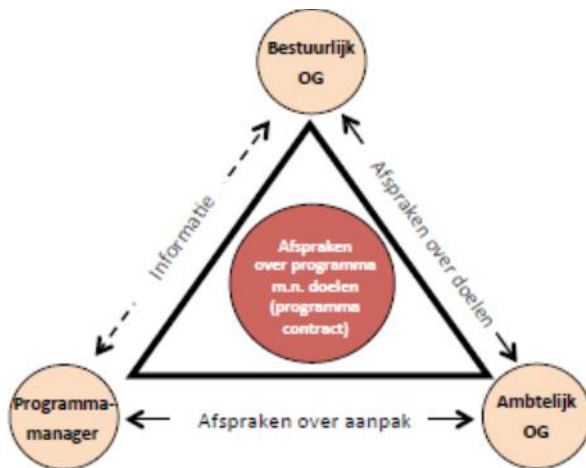 Bestuurlijk
OG
Informatie
Afspraken over doelen
Afspraken
over programma
m.n. doelen
(programma
contract)
Programma-
manager
Afspraken over aanpak
Ambtelijk
OG